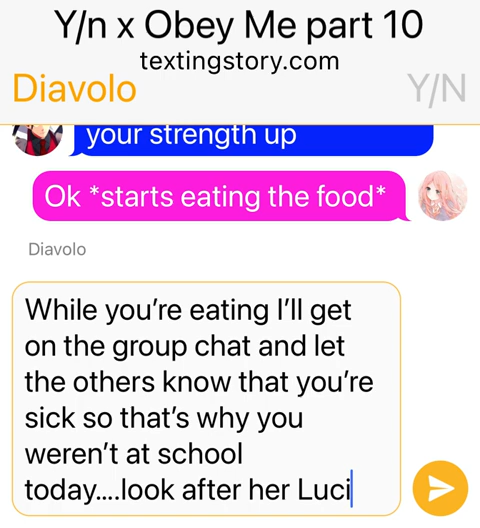 Y/n x Obey Me part 10
textingstory.com
Diavolo Y/N
your strength up
Ok *starts eating the food*
Diavolo
While you’re eating I’ll get
on the group chat and let
the others know that you’re
sick so that’s why you
weren’t at school
today....look after her Luci